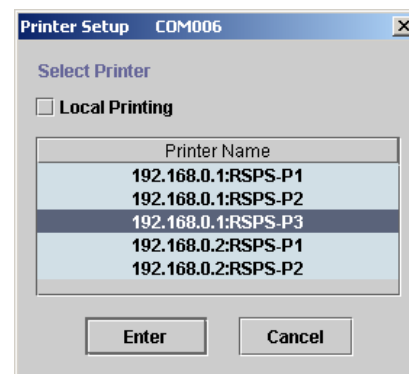 Printer Setup COM006
Select Printer
Local Printing
Printer Name
192.168.0.1:RSPS-P1
192.168.0.1:RSPS-P2
192.168.0.1:RSPS-P3
192.168.0.2:RSPS-P1
192.168.0.2:RSPS-P2
Enter Cancel